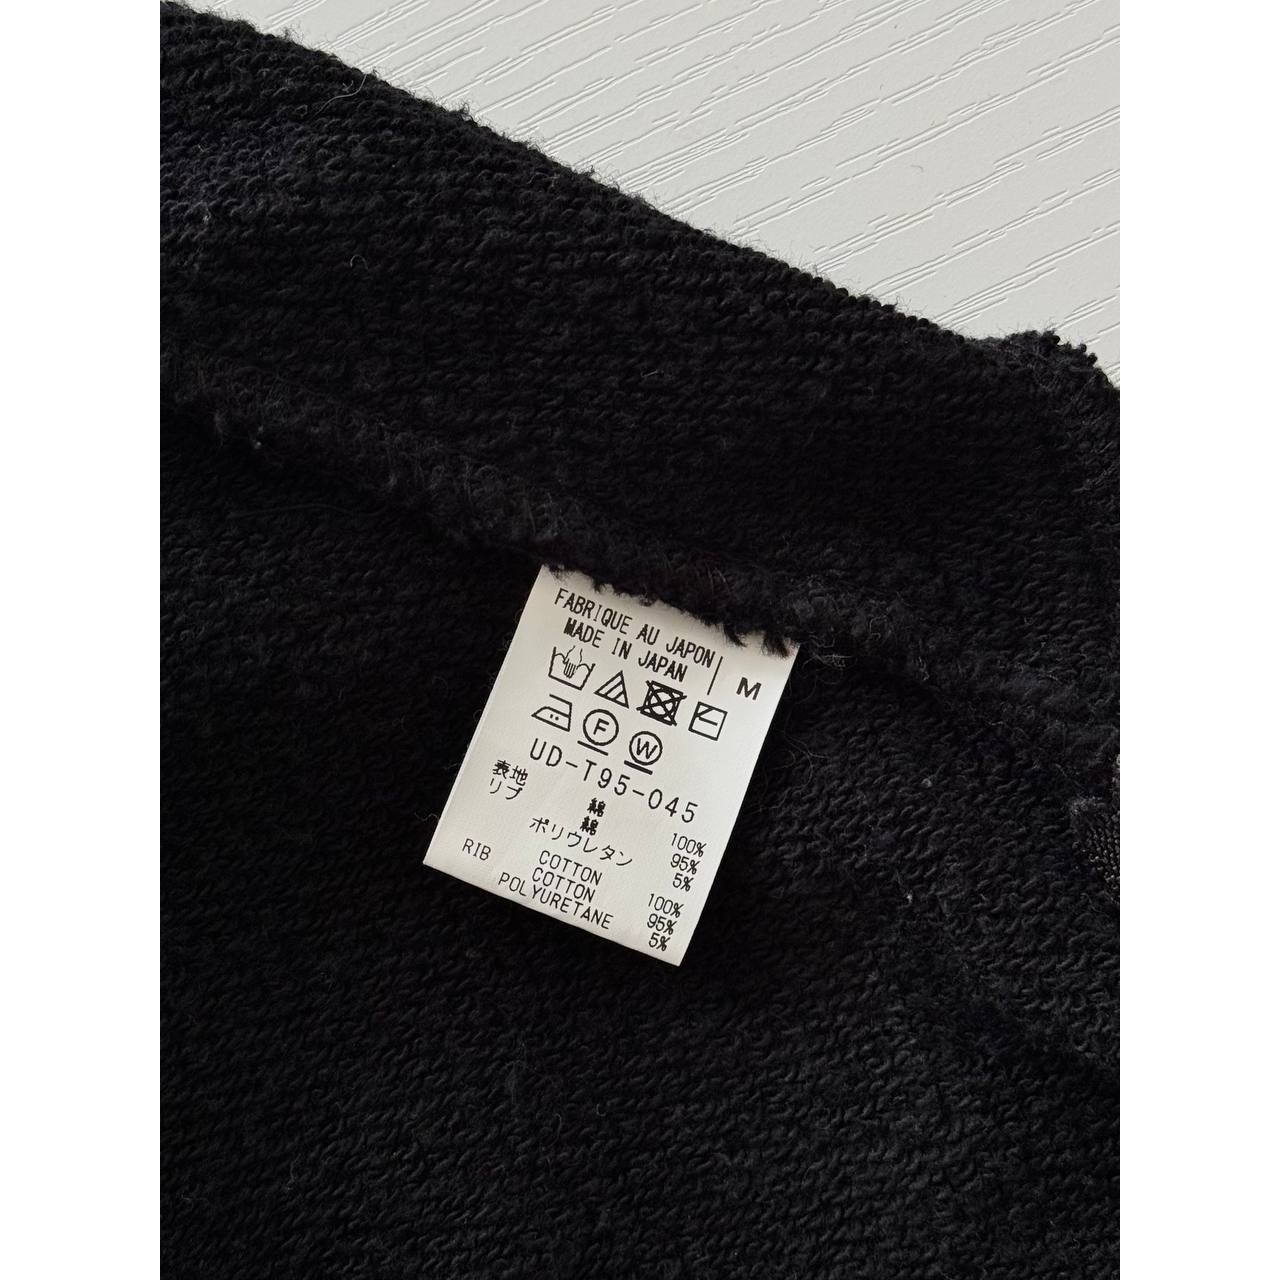 FABRIQUE AU JAPON
MADE IN JAPAN
M
F
W
UD-T95-045
表地 綿 100%
リブ 綿 95%
ポリウレタン 5%
COTTON 100%
RIB COTTON 95%
POLYURETANE 5%